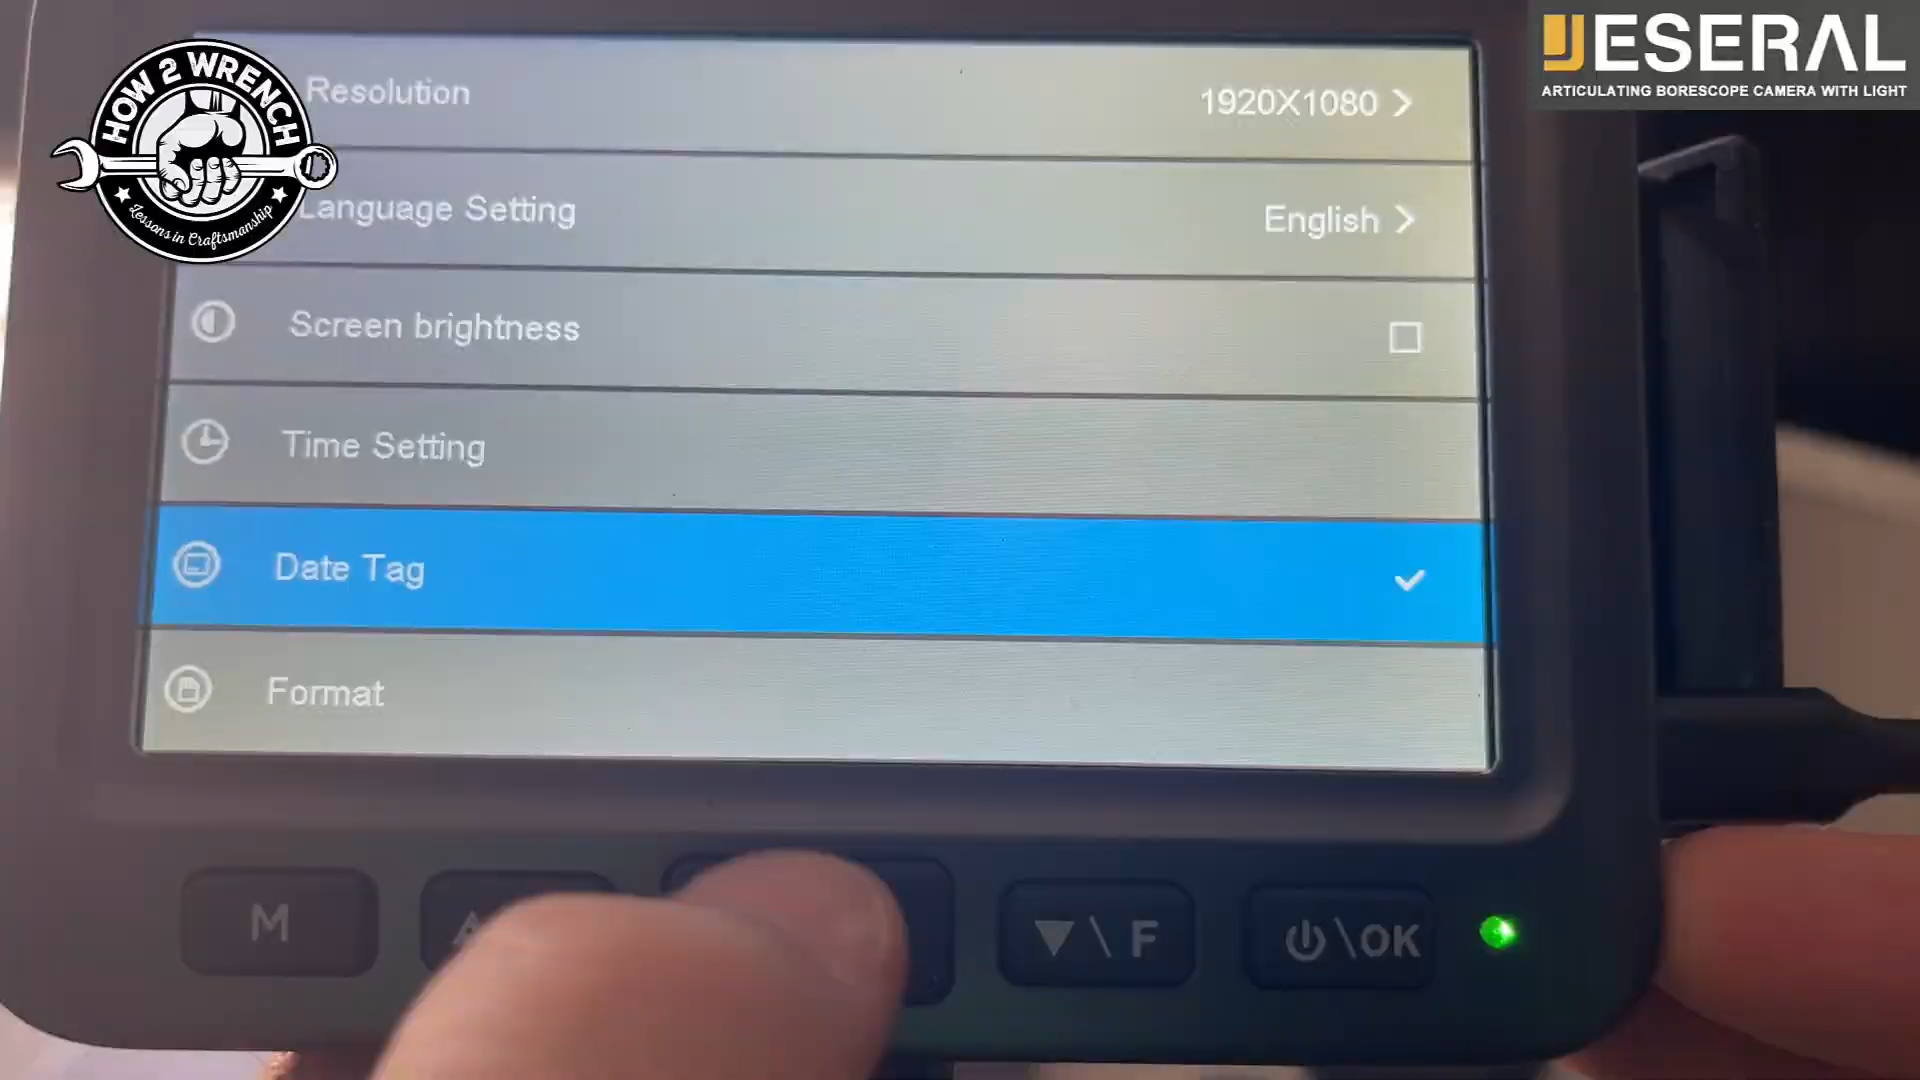 HOW 2 WRENCH
Lessons in Craftsmanship
JESERAL
ARTICULATING BORESCOPE CAMERA WITH LIGHT
Resolution 1920X1080
Language Setting English
Screen brightness
Time Setting
Date Tag
Format
M
▼\F
\OK